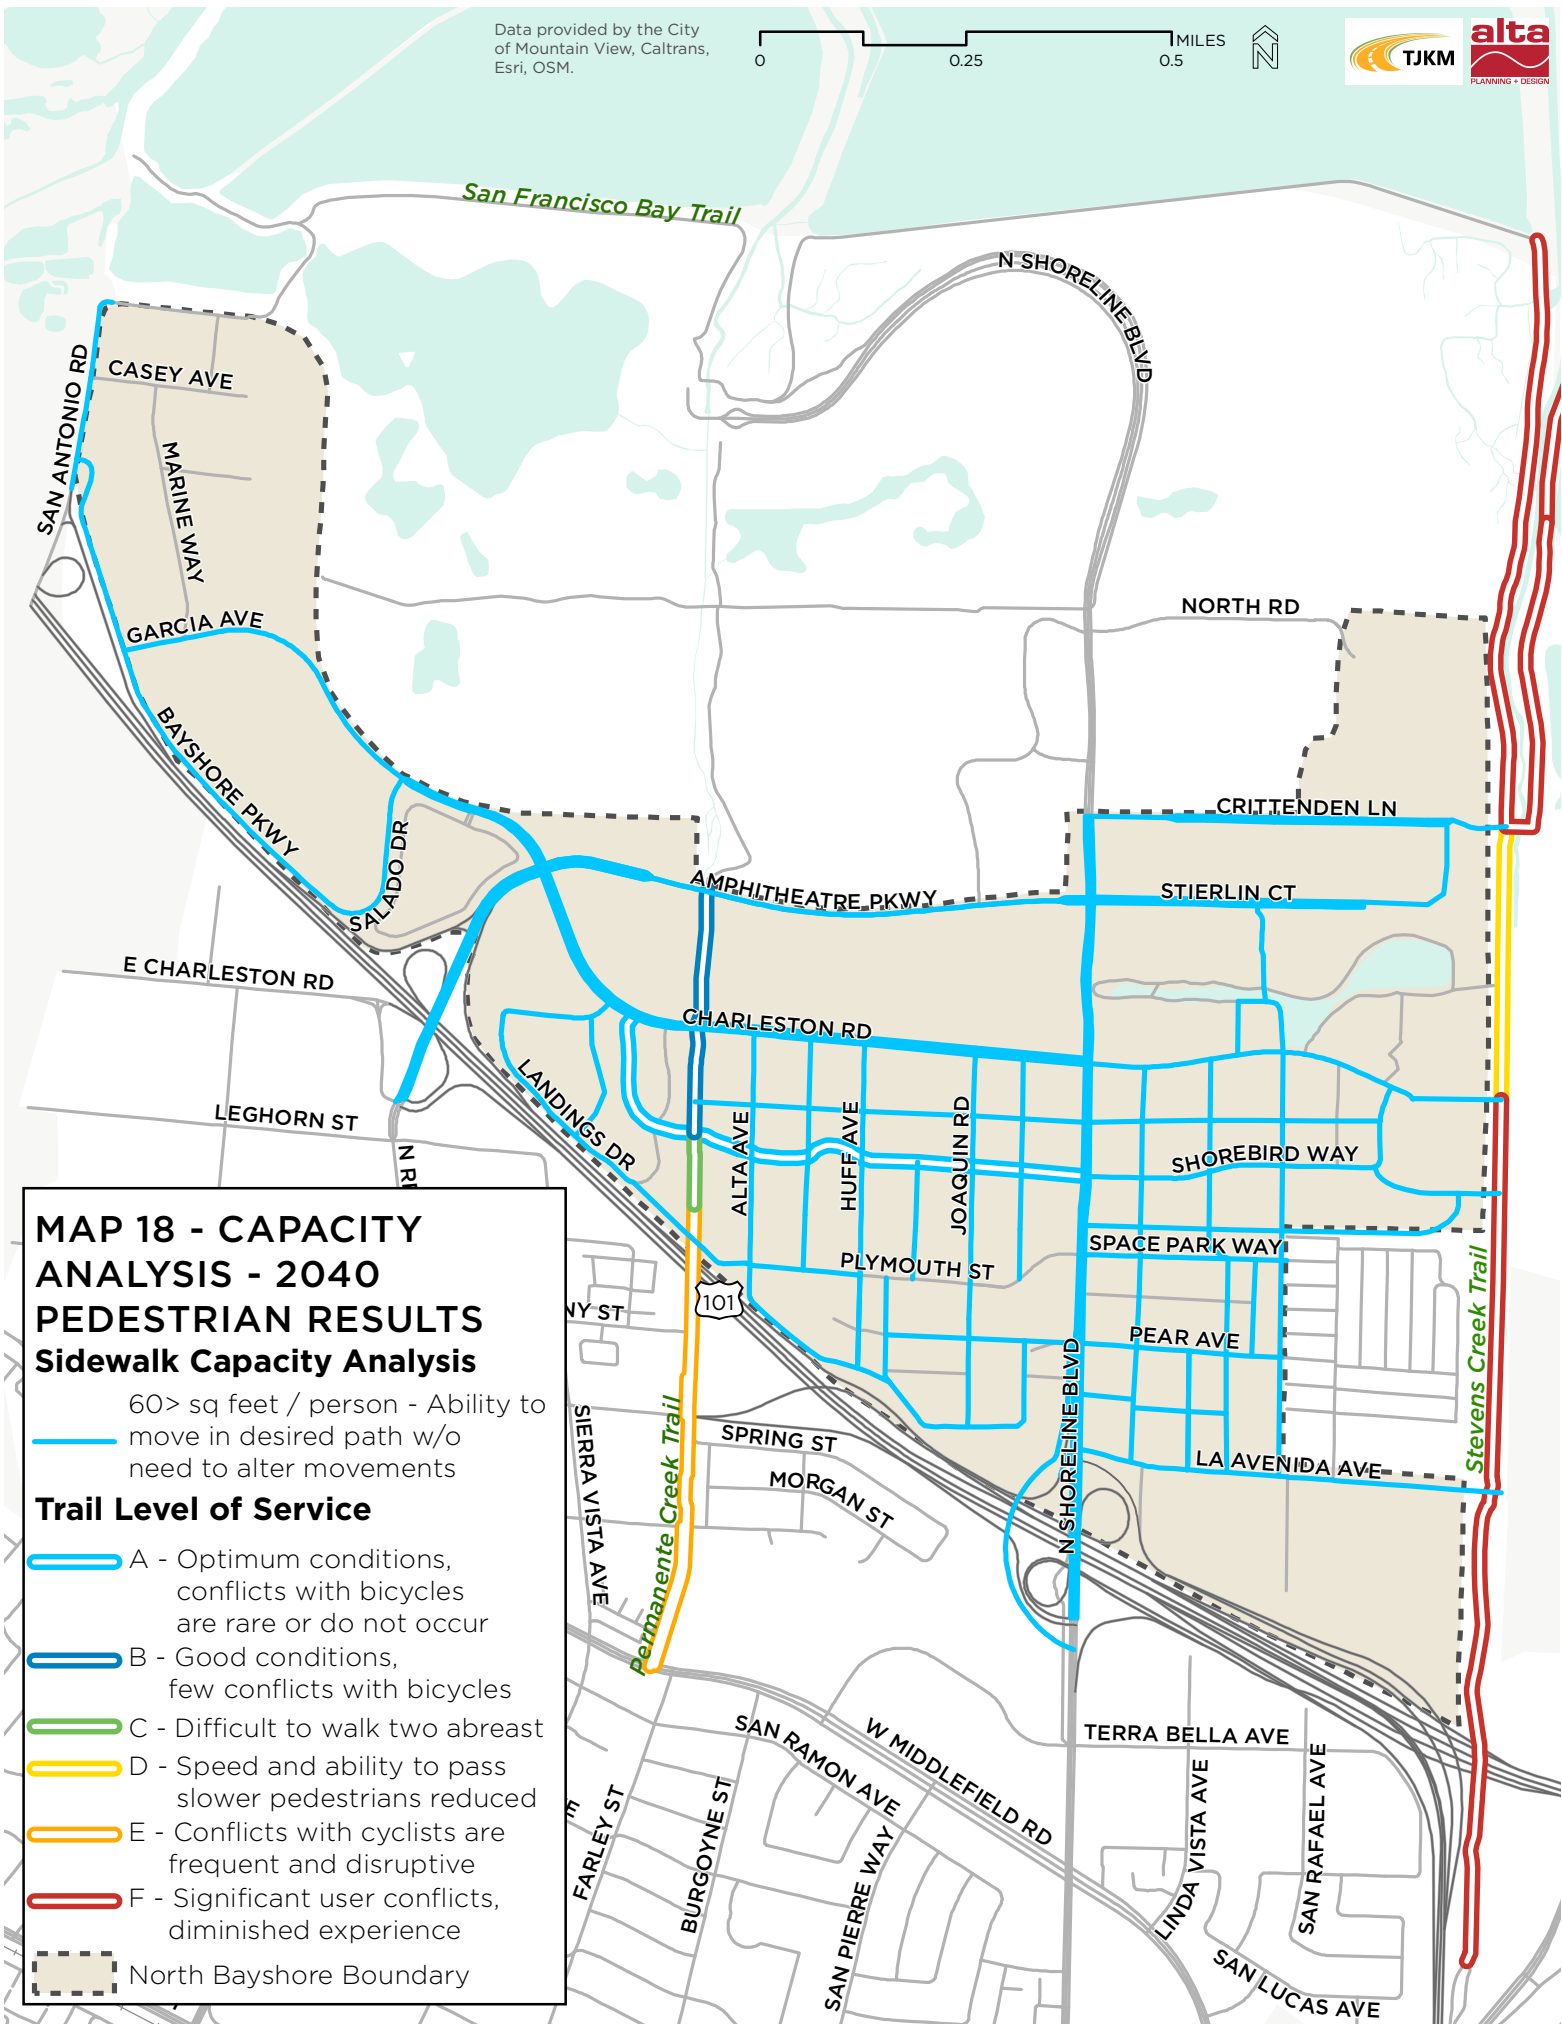 Data provided by the City
of Mountain View, Caltrans,
Esri, OSM.
MILES
0
0.25
0.5
N
TJKM
alta
PLANNING + DESIGN
San Francisco Bay Trail
N SHORELINE BLVD
SAN ANTONIO RD
CASEY AVE
MARINE WAY
GARCIA AVE
NORTH RD
BAYSHORE PKWY
SALADO DR
CRITTENDEN LN
AMPHITHEATRE PKWY
STIERLIN CT
E CHARLESTON RD
CHARLESTON RD
LEGHORN ST
LANDINGS DR
ALTA AVE
HUFF AVE
JOAQUIN RD
SHOREBIRD WAY
SPACE PARK WAY
PLYMOUTH ST
101
PEAR AVE
Stevens Creek Trail
N SHORELINE BLVD
LA AVENIDA AVE
SPRING ST
MORGAN ST
SIERRA VISTA AVE
Permanente Creek Trail
NY ST
N RE
MAP 18 - CAPACITY
ANALYSIS - 2040
PEDESTRIAN RESULTS
Sidewalk Capacity Analysis
60> sq feet / person - Ability to
move in desired path w/o
need to alter movements
Trail Level of Service
A - Optimum conditions,
conflicts with bicycles
are rare or do not occur
B - Good conditions,
few conflicts with bicycles
C - Difficult to walk two abreast
D - Speed and ability to pass
slower pedestrians reduced
E - Conflicts with cyclists are
frequent and disruptive
F - Significant user conflicts,
diminished experience
North Bayshore Boundary
TERRA BELLA AVE
W MIDDLEFIELD RD
SAN RAMON AVE
FARLEY ST
BURGOYNE ST
SAN PIERRE WAY
LINDA VISTA AVE
SAN RAFAEL AVE
SAN LUCAS AVE